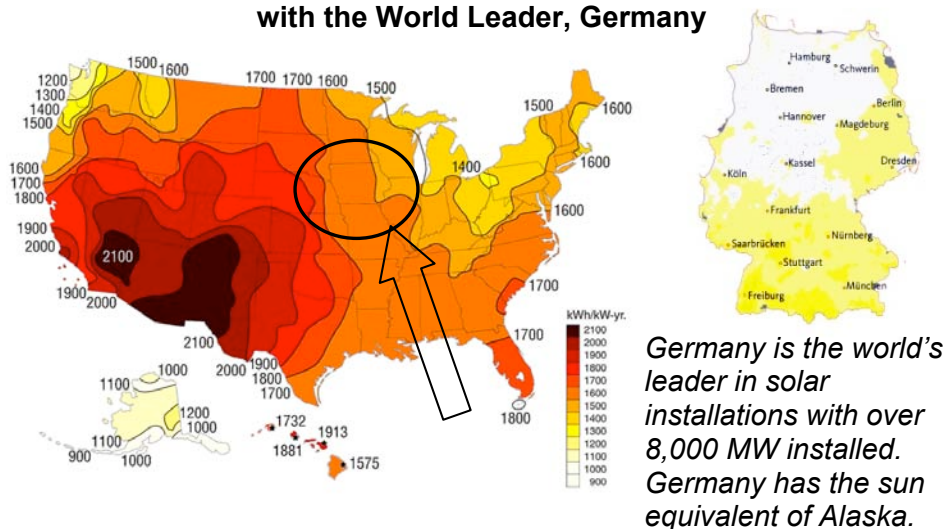 with the World Leader, Germany
1200
1300
1400
1500
1500
1600
1700
1700
1600
1500
1500
1600
1400
1600
1600
1600
1700
1800
1900
2000
2100
1900
2000
2100
2000
1900
1800
1700
1700
1700
1800
kWh/kW-yr.
2100
2000
1900
1800
1700
1600
1500
1400
1300
1200
1100
1000
900
1100
1000
1200
1000
1100
900
1000
1732
1913
1881
1575
Hamburg
Schwerin
Bremen
Berlin
Hannover
Magdeburg
Kassel
Dresden
Köln
Frankfurt
Nürnberg
Saarbrücken
Stuttgart
München
Freiburg
Germany is the world's
leader in solar
installations with over
8,000 MW installed.
Germany has the sun
equivalent of Alaska.